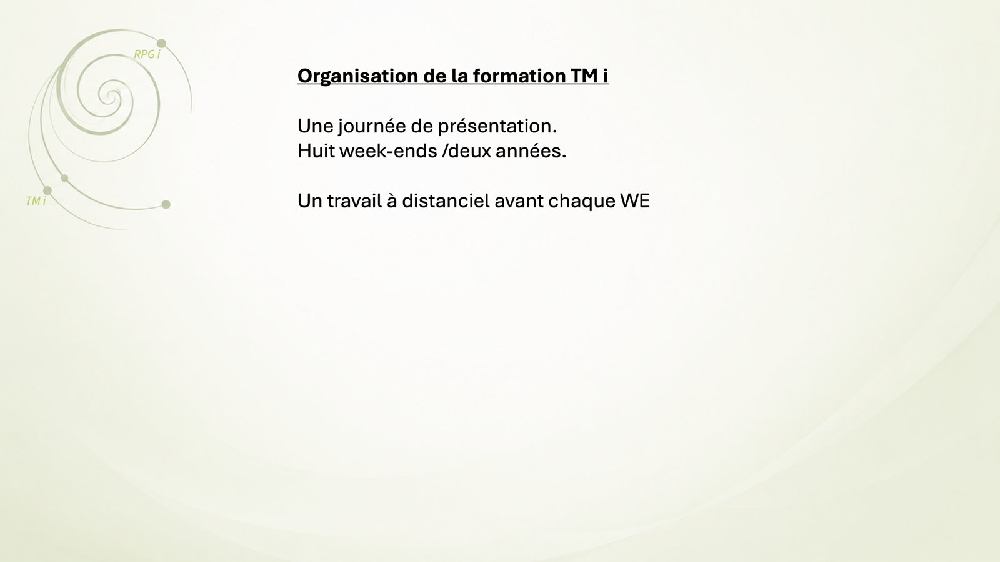 RPG i
TM i
Organisation de la formation TM i
Une journée de présentation.
Huit week-ends /deux années.
Un travail à distanciel avant chaque WE